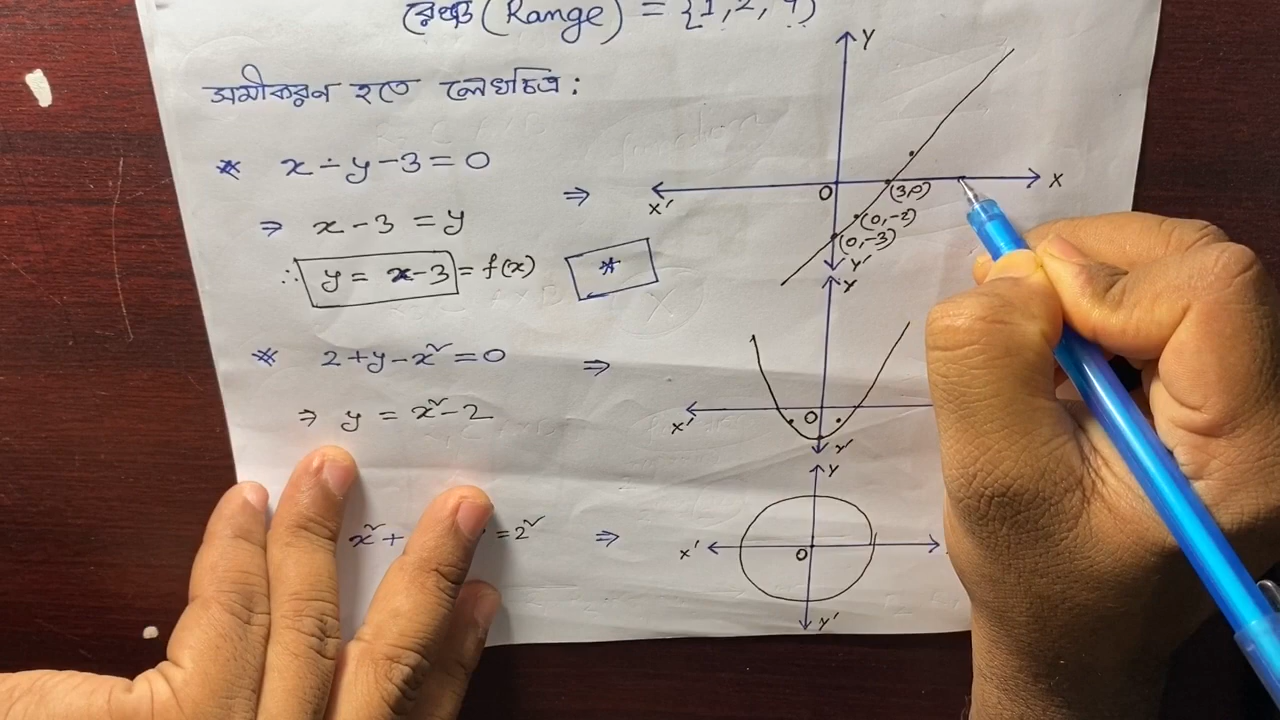 রেঞ্জ (Range) = {1, 2, 4}
সমীকরন হতে লেখচিত্র :
* x - y - 3 = 0 ⇒
⇒ x - 3 = y
∴ y = x - 3 = f(x) *
Y
X' O (3,0) X
(0,-2)
(0,-3)
Y'
* 2 + y - x² = 0 ⇒
⇒ y = x² - 2
Y
X' O
Y'
x² + = 2² ⇒
Y
X' O
Y'